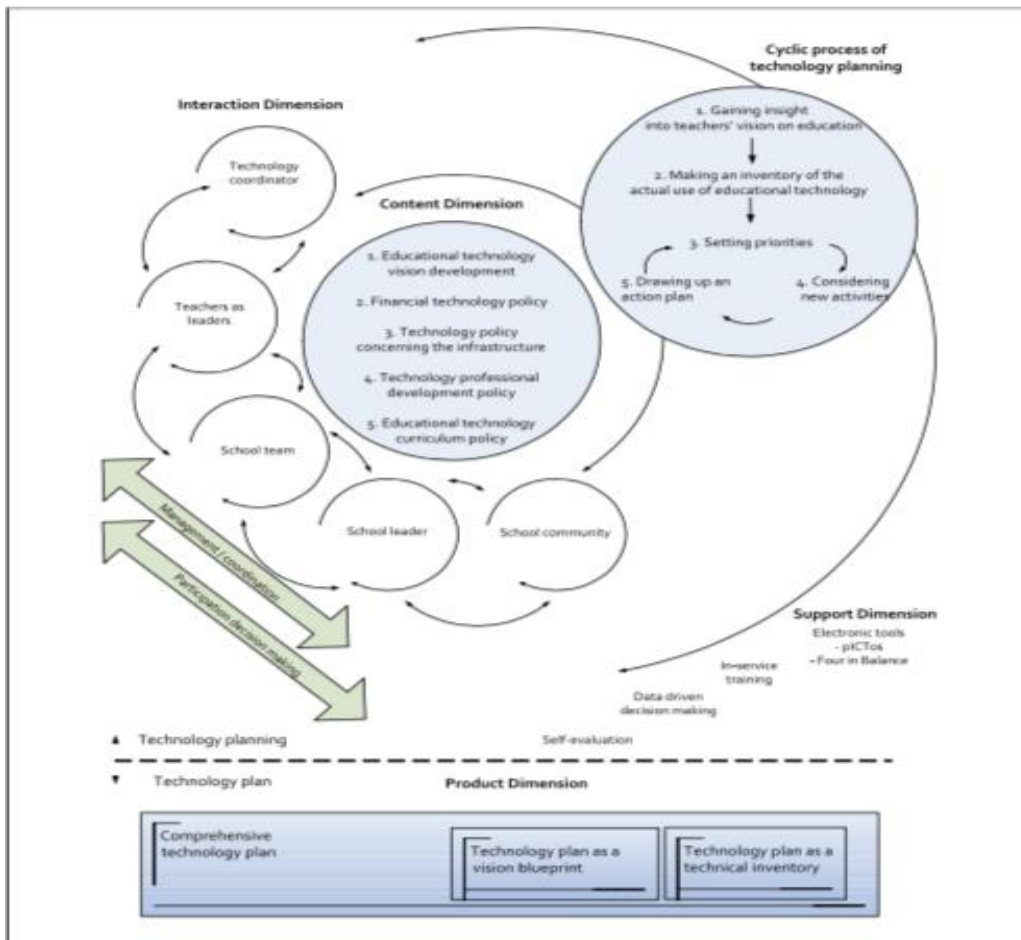 Cyclic process of
technology planning
1. Gaining insight
into teachers' vision on education
2. Making an inventory of the
actual use of educational technology
3. Setting priorities
5. Drawing up an
action plan
4. Considering
new activities
Interaction Dimension
Technology
coordinator
Teachers as
leaders
School team
School leader
School community
Content Dimension
1. Educational technology
vision development
2. Financial technology policy
3. Technology policy
concerning the infrastructure
4. Technology professional
development policy
5. Educational technology
curriculum policy
Management / coordination
Participation decision making
Support Dimension
Electronic tools
- pICTos
- Four in Balance
In-service
training
Data driven
decision making
Self-evaluation
Technology planning
Technology plan
Product Dimension
Comprehensive
technology plan
Technology plan as a
vision blueprint
Technology plan as a
technical inventory